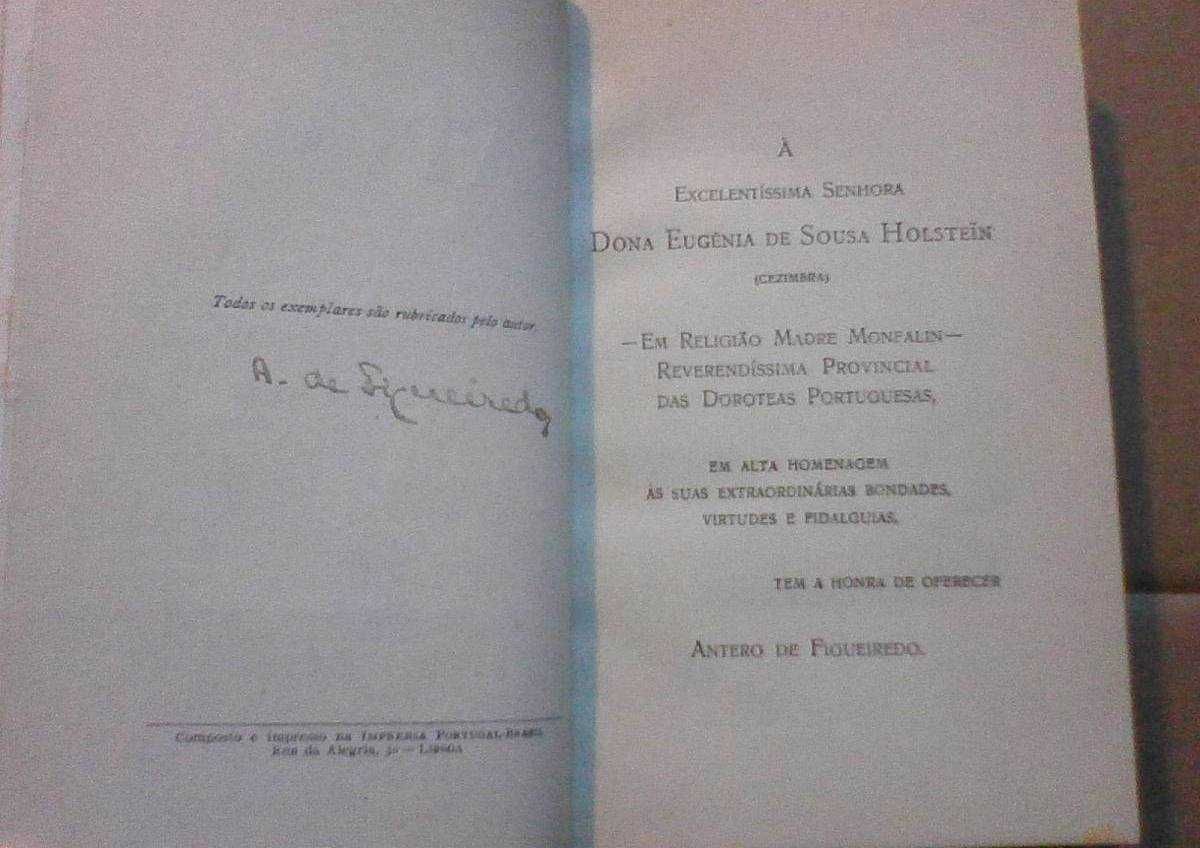 Todos os exemplares são rubricados pelo autor.
A. de Figueiredo
Composto e impresso na IMPRENSA PORTUGAL-BRASIL
Rua da Alegria, 30 — LISBOA
À
EXCELENTÍSSIMA SENHORA
DONA EUGÉNIA DE SOUSA HOLSTEÏN
(CEZIMBRA)
—EM RELIGIÃO MADRE MONFALIN—
REVERENDÍSSIMA PROVINCIAL
DAS DOROTEAS PORTUGUESAS,
EM ALTA HOMENAGEM
ÀS SUAS EXTRAORDINÁRIAS BONDADES,
VIRTUDES E FIDALGUIAS,
TEM A HONRA DE OFERECER
ANTERO DE FIGUEIREDO.